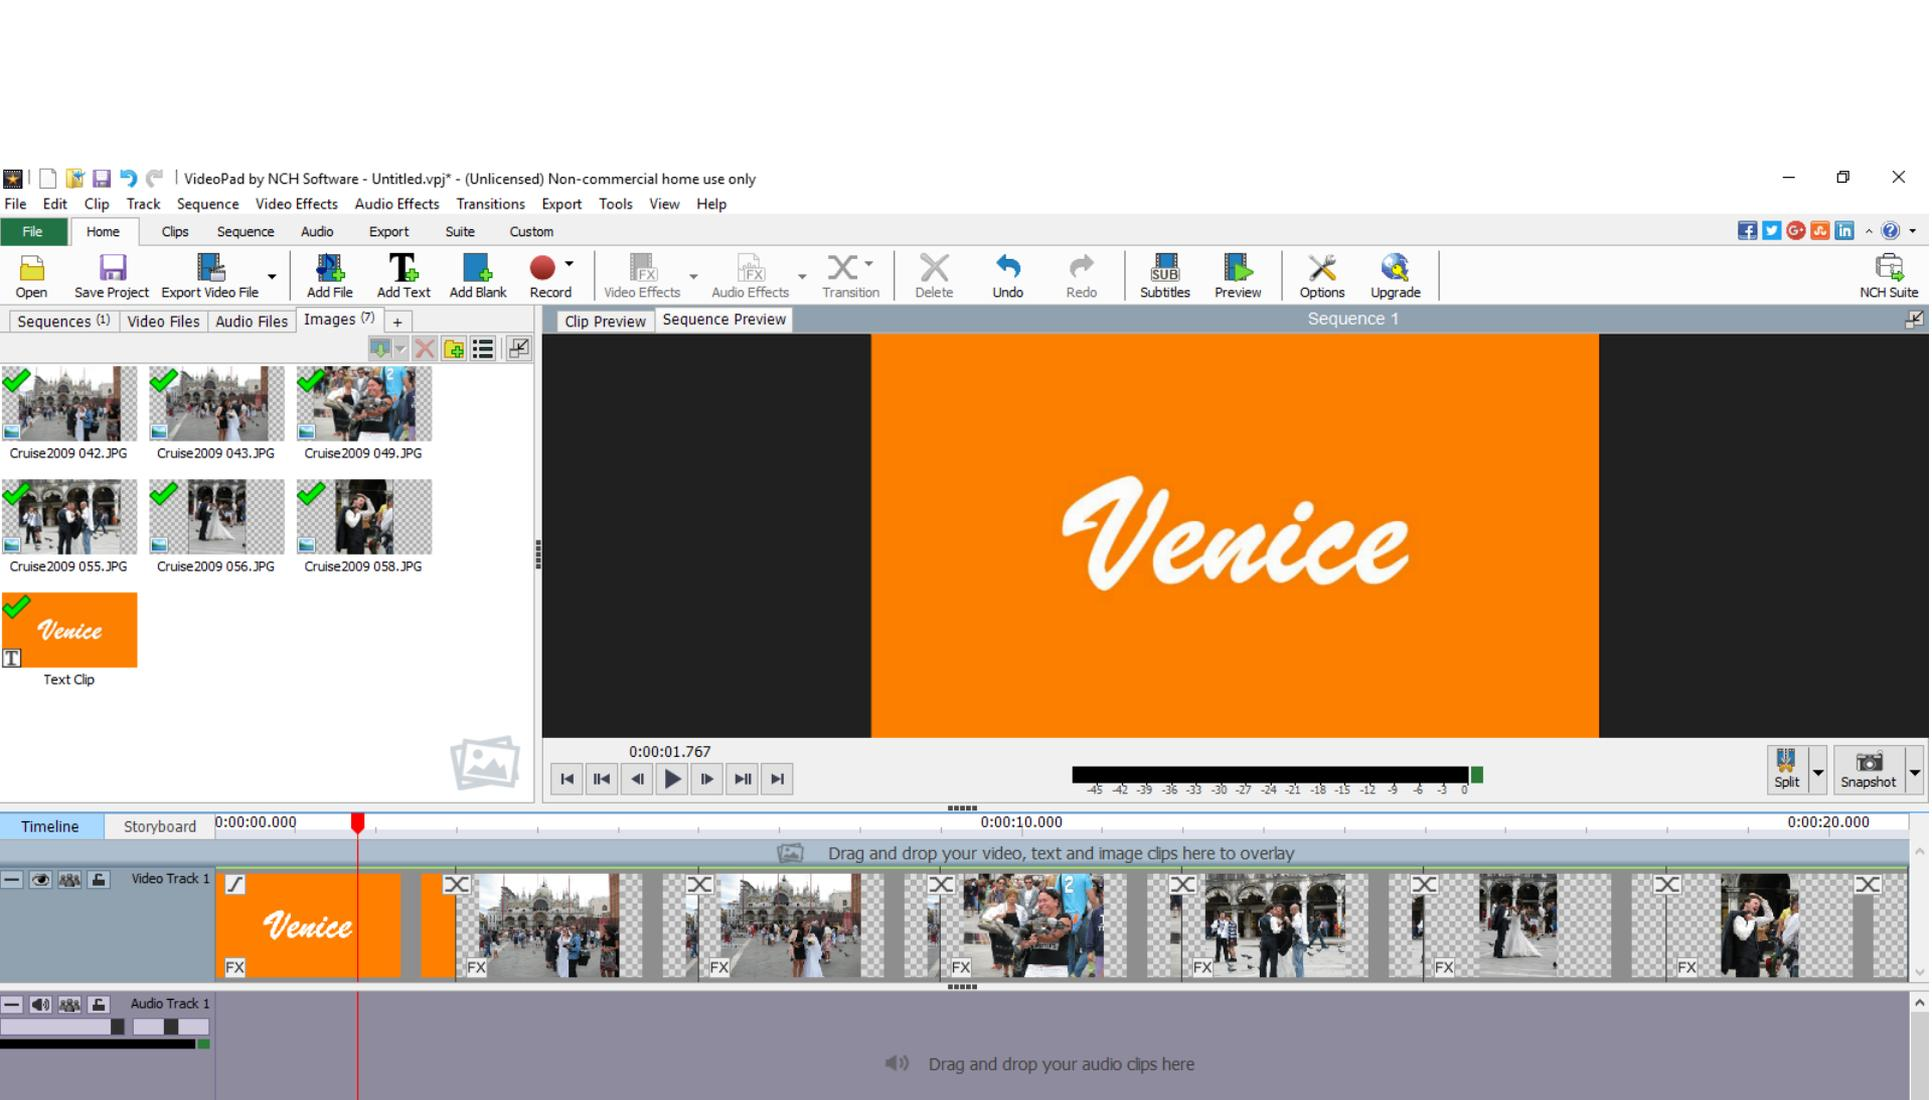 VideoPad by NCH Software - Untitled.vpj* - (Unlicensed) Non-commercial home use only
File Edit Clip Track Sequence Video Effects Audio Effects Transitions Export Tools View Help
File Home Clips Sequence Audio Export Suite Custom
Open Save Project Export Video File Add File Add Text Add Blank Record Video Effects Audio Effects Transition Delete Undo Redo Subtitles Preview Options Upgrade NCH Suite
Sequences (1) Video Files Audio Files Images (7) + Clip Preview Sequence Preview Sequence 1
Cruise2009 042.JPG Cruise2009 043.JPG Cruise2009 049.JPG
Cruise2009 055.JPG Cruise2009 056.JPG Cruise2009 058.JPG
Venice
Text Clip
Venice
0:00:01.767
-45 -42 -39 -36 -33 -30 -27 -24 -21 -18 -15 -12 -9 -6 -3 0
Split Snapshot
Timeline Storyboard 0:00:00.000 0:00:10.000 0:00:20.000
Drag and drop your video, text and image clips here to overlay
Video Track 1
Venice
FX FX FX FX FX FX FX
Audio Track 1
Drag and drop your audio clips here